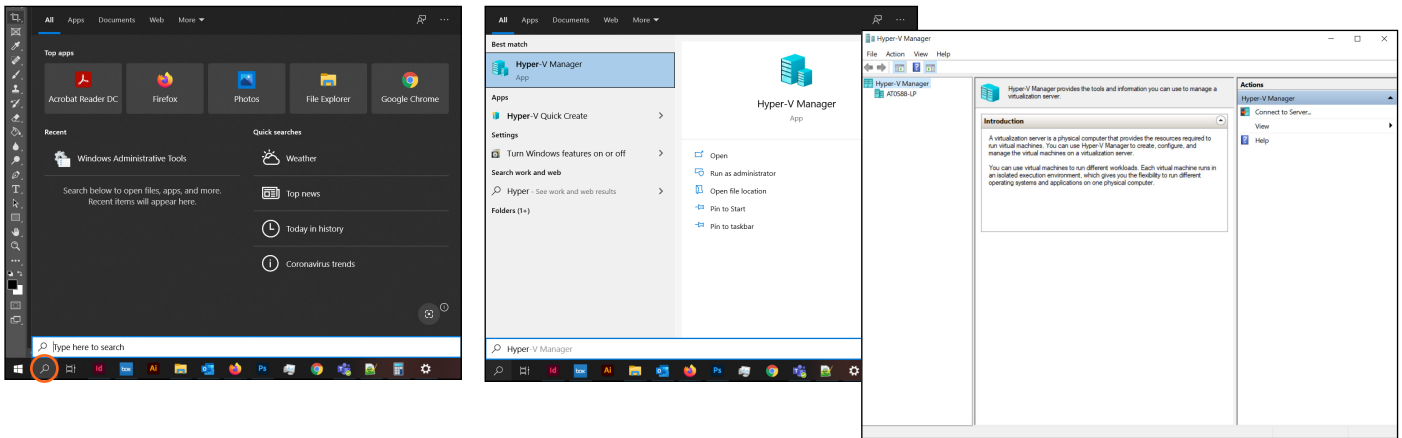 All Apps Documents Web More
Top apps
Acrobat Reader DC Firefox Photos File Explorer Google Chrome
Recent Quick searches
Windows Administrative Tools Weather
Search below to open files, apps, and more.
Recent items will appear here.
Top news
Today in history
Coronavirus trends
Type here to search
Id box Ai Ps
All Apps Documents Web More
Best match
Hyper-V Manager
App
Apps
Hyper-V Quick Create
Settings
Turn Windows features on or off
Search work and web
Hyper - See work and web results
Folders (1+)
Hyper-V Manager
App
Open
Run as administrator
Open file location
Pin to Start
Pin to taskbar
Hyper-V Manager
Id box Ai Ps
Hyper-V Manager
File Action View Help
Hyper-V Manager
AT0588-LP
Hyper-V Manager provides the tools and information you can use to manage a
virtualization server.
Introduction
A virtualization server is a physical computer that provides the resources required to
run virtual machines. You can use Hyper-V Manager to create, configure, and
manage the virtual machines on a virtualization server.
You can use virtual machines to run different workloads. Each virtual machine runs in
an isolated execution environment, which gives you the flexibility to run different
operating systems and applications on one physical computer.
Actions
Hyper-V Manager
Connect to Server...
View
Help